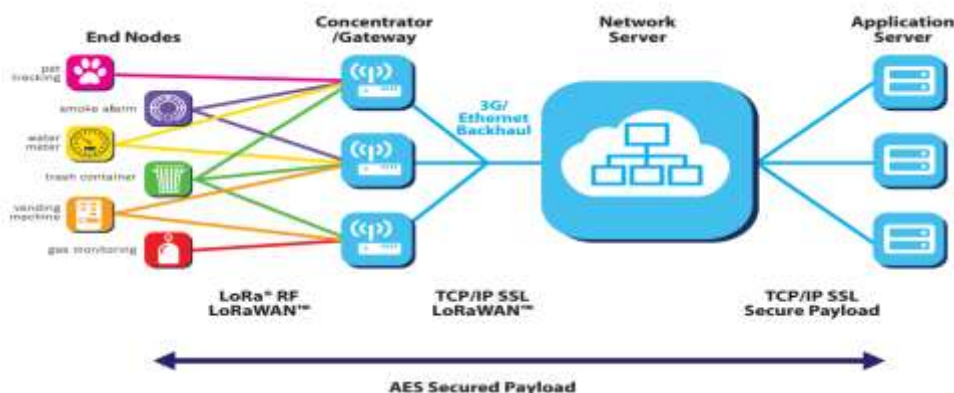 End Nodes
Concentrator
/Gateway
Network
Server
Application
Server
pet
tracking
smoke alarm
water
meter
trash container
vending
machine
gas monitoring
3G/
Ethernet
Backhaul
LoRa® RF
LoRaWAN™
TCP/IP SSL
LoRaWAN™
TCP/IP SSL
Secure Payload
AES Secured Payload